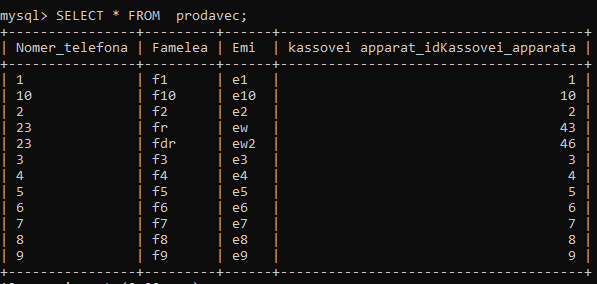 mysql> SELECT * FROM  prodavec;
+----------------+---------+------+--------------------------------------+
| Nomer_telefona | Famelea | Emi  | kassovei apparat_idKassovei_apparata |
+----------------+---------+------+--------------------------------------+
| 1              | f1      | e1   |                                    1 |
| 10             | f10     | e10  |                                   10 |
| 2              | f2      | e2   |                                    2 |
| 23             | fr      | ew   |                                   43 |
| 23             | fdr     | ew2  |                                   46 |
| 3              | f3      | e3   |                                    3 |
| 4              | f4      | e4   |                                    4 |
| 5              | f5      | e5   |                                    5 |
| 6              | f6      | e6   |                                    6 |
| 7              | f7      | e7   |                                    7 |
| 8              | f8      | e8   |                                    8 |
| 9              | f9      | e9   |                                    9 |
+----------------+---------+------+--------------------------------------+